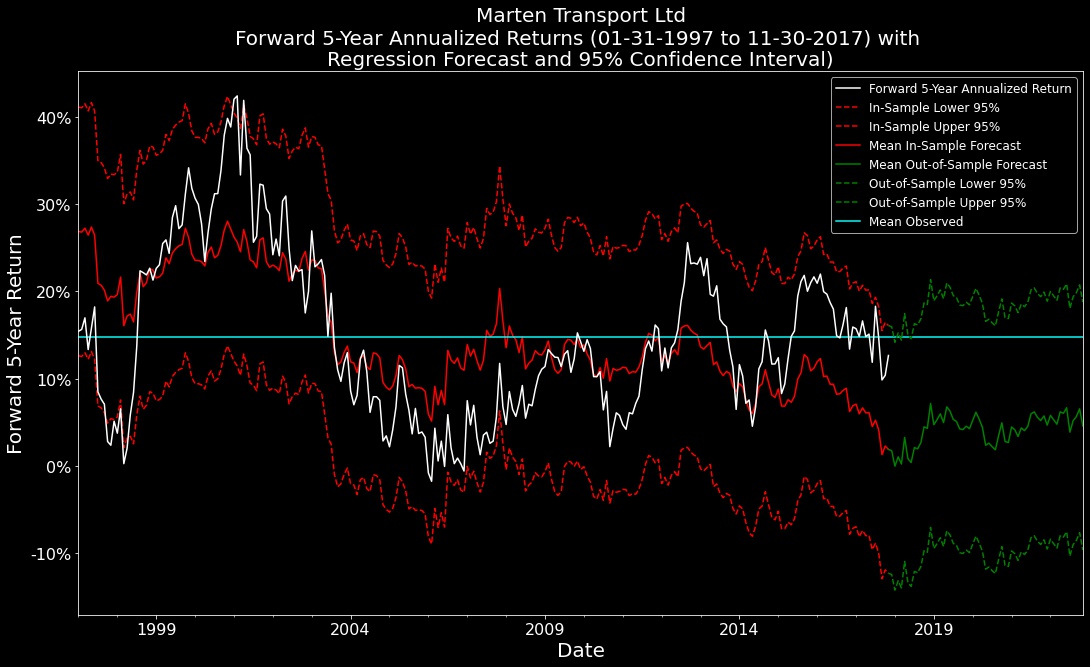 Marten Transport Ltd
Forward 5-Year Annualized Returns (01-31-1997 to 11-30-2017) with
Regression Forecast and 95% Confidence Interval)
Forward 5-Year Annualized Return
In-Sample Lower 95%
In-Sample Upper 95%
Mean In-Sample Forecast
Mean Out-of-Sample Forecast
Out-of-Sample Lower 95%
Out-of-Sample Upper 95%
Mean Observed
Forward 5-Year Return
40%
30%
20%
10%
0%
-10%
1999
2004
2009
2014
2019
Date